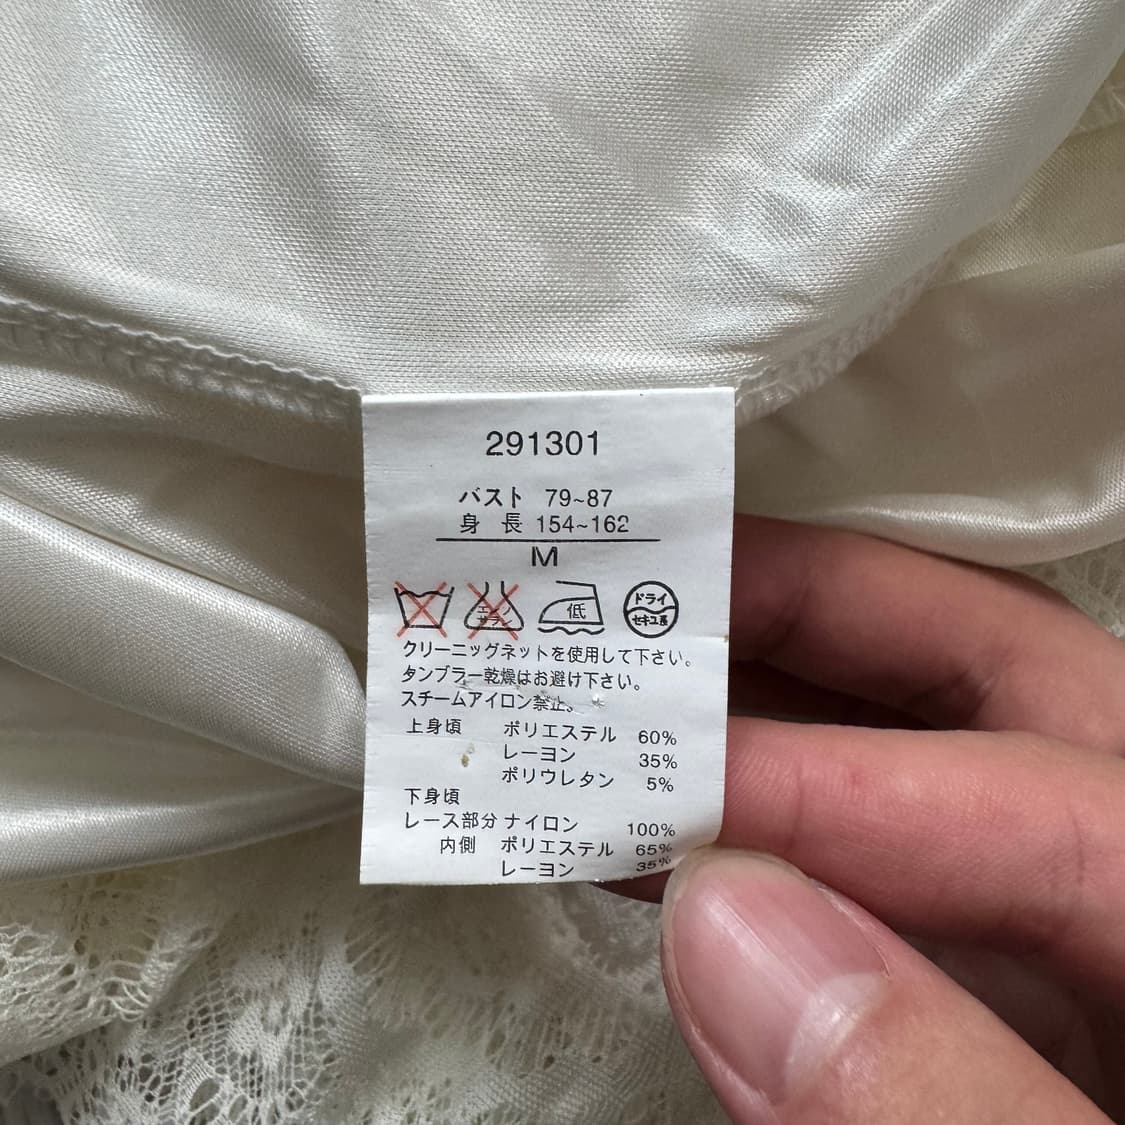 291301
バスト 79~87
身 長 154~162
M
エンソ
サラシ
低
ドライ
セキユ系
クリーニッグネットを使用して下さい。
タンブラー乾燥はお避け下さい。
スチームアイロン禁止。
上身頃 ポリエステル 60%
レーヨン 35%
ポリウレタン 5%
下身頃
レース部分 ナイロン 100%
内側 ポリエステル 65%
レーヨン 35%